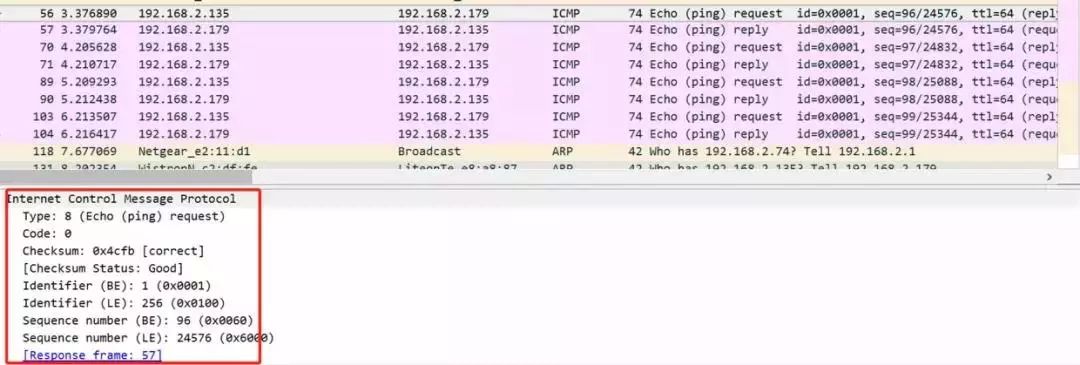 56 3.376890 192.168.2.135 192.168.2.179 ICMP 74 Echo (ping) request id=0x0001, seq=96/24576, ttl=64 (repl
57 3.379764 192.168.2.179 192.168.2.135 ICMP 74 Echo (ping) reply id=0x0001, seq=96/24576, ttl=64 (requ
70 4.205628 192.168.2.135 192.168.2.179 ICMP 74 Echo (ping) request id=0x0001, seq=97/24832, ttl=64 (repl
71 4.210717 192.168.2.179 192.168.2.135 ICMP 74 Echo (ping) reply id=0x0001, seq=97/24832, ttl=64 (requ
89 5.209293 192.168.2.135 192.168.2.179 ICMP 74 Echo (ping) request id=0x0001, seq=98/25088, ttl=64 (repl
90 5.212438 192.168.2.179 192.168.2.135 ICMP 74 Echo (ping) reply id=0x0001, seq=98/25088, ttl=64 (requ
103 6.213507 192.168.2.135 192.168.2.179 ICMP 74 Echo (ping) request id=0x0001, seq=99/25344, ttl=64 (repl
104 6.216417 192.168.2.179 192.168.2.135 ICMP 74 Echo (ping) reply id=0x0001, seq=99/25344, ttl=64 (requ
118 7.677069 Netgear_e2:11:d1 Broadcast ARP 42 Who has 192.168.2.74? Tell 192.168.2.1
131 8.202354 WistronN_c2:df:fe LiteonTe_e8:a8:87 ARP 42 Who has 192.168.2.135? Tell 192.168.2.179
Internet Control Message Protocol
Type: 8 (Echo (ping) request)
Code: 0
Checksum: 0x4cfb [correct]
[Checksum Status: Good]
Identifier (BE): 1 (0x0001)
Identifier (LE): 256 (0x0100)
Sequence number (BE): 96 (0x0060)
Sequence number (LE): 24576 (0x6000)
[Response frame: 57]